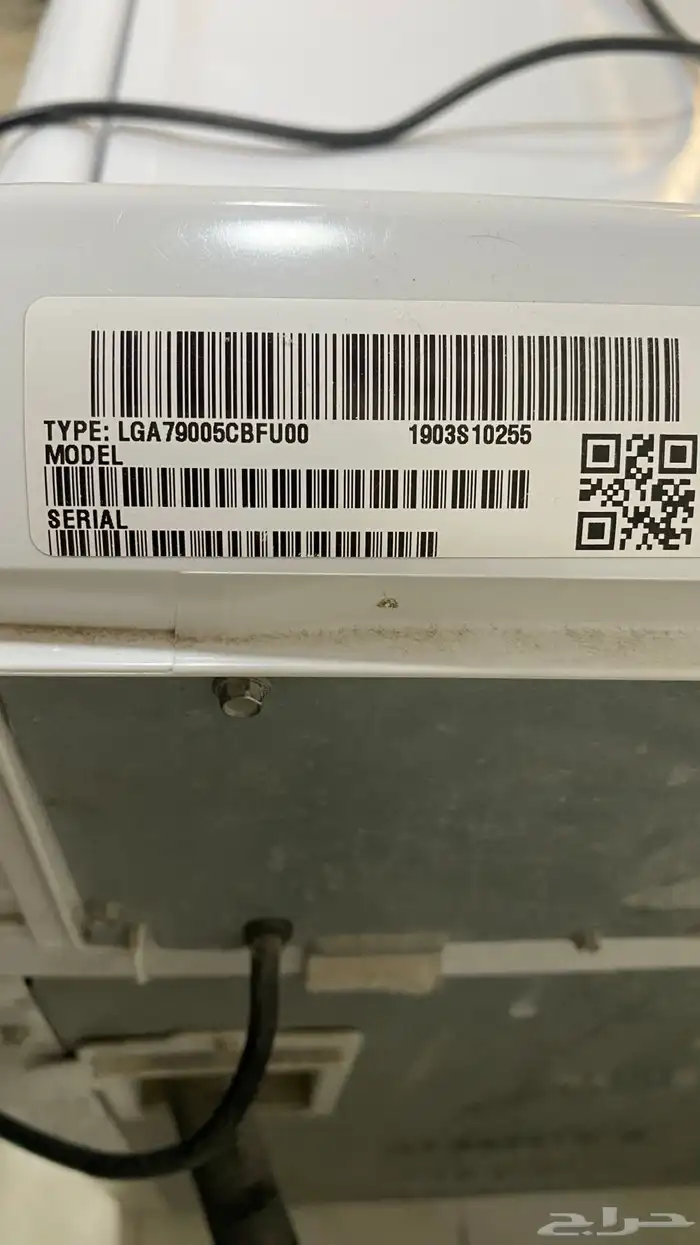 TYPE: LGA79005CBFU00 1903S10255
MODEL
SERIAL
حراج